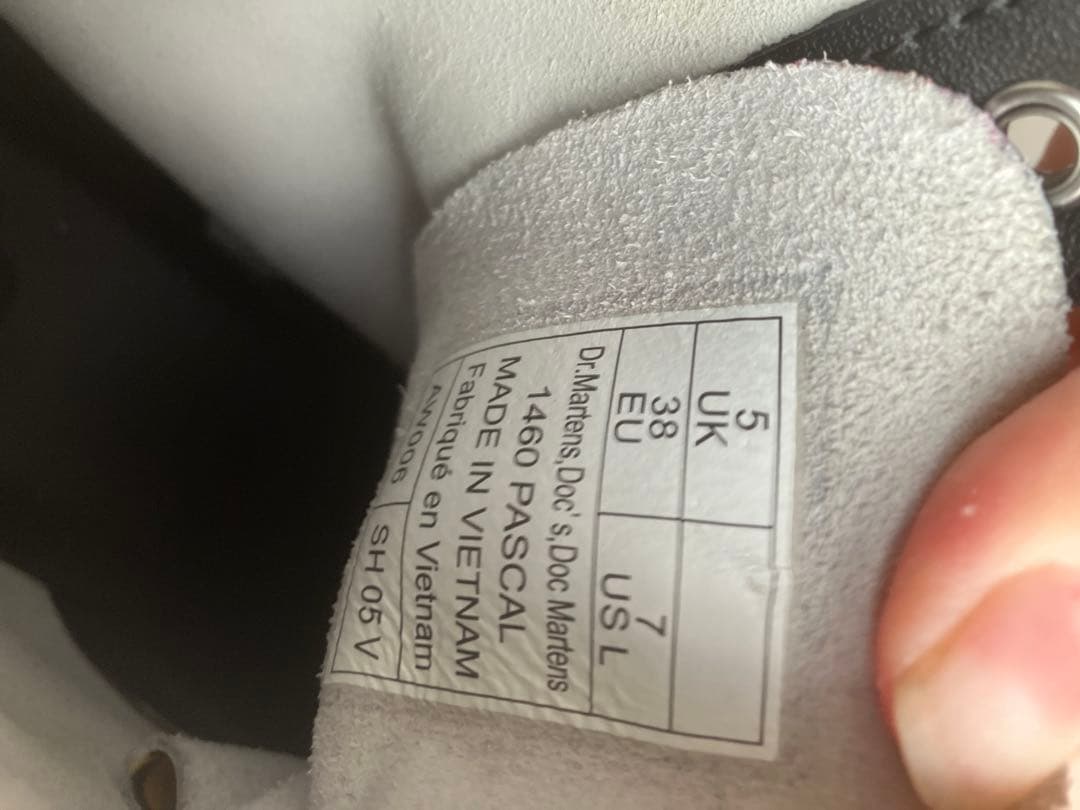 5
UK
38
EU
7
US L
Dr.Martens,Doc's,Doc Martens
1460 PASCAL
MADE IN VIETNAM
Fabriqué en Vietnam
AW006 SH 05 V